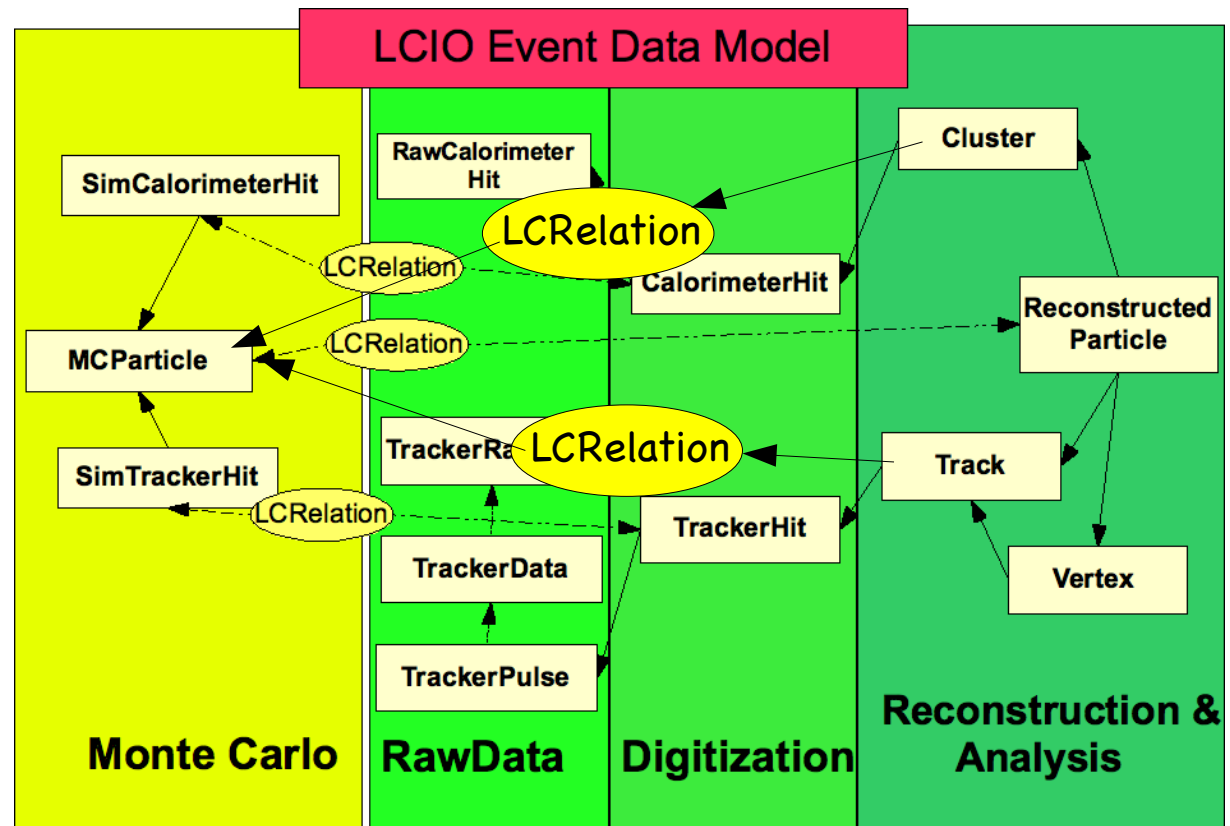 LCIO Event Data Model
SimCalorimeterHit
MCParticle
SimTrackerHit
Monte Carlo
RawCalorimeter
Hit
LCRelation
LCRelation
LCRelation
LCRelation
LCRelation
TrackerData
TrackerPulse
RawData
CalorimeterHit
TrackerHit
Digitization
Cluster
Reconstructed
Particle
Track
Vertex
Reconstruction &
Analysis